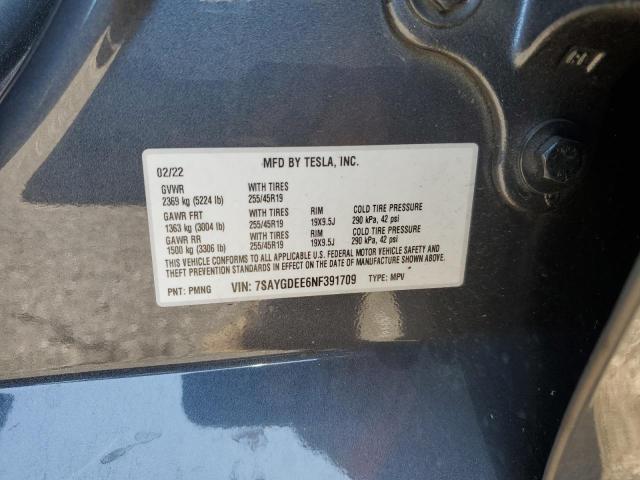 02/22 MFD BY TESLA, INC.
GVWR WITH TIRES
2369 kg (5224 lb) 255/45R19
GAWR FRT WITH TIRES RIM COLD TIRE PRESSURE
1363 kg (3004 lb) 255/45R19 19X9.5J 290 kPa, 42 psi
GAWR RR WITH TIRES RIM COLD TIRE PRESSURE
1500 kg (3306 lb) 255/45R19 19X9.5J 290 kPa, 42 psi
THIS VEHICLE CONFORMS TO ALL APPLICABLE U.S. FEDERAL MOTOR VEHICLE SAFETY AND
THEFT PREVENTION STANDARDS IN EFFECT ON THE DATE OF MANUFACTURE SHOWN ABOVE.
PNT: PMNG VIN: 7SAYGDEE6NF391709 TYPE: MPV